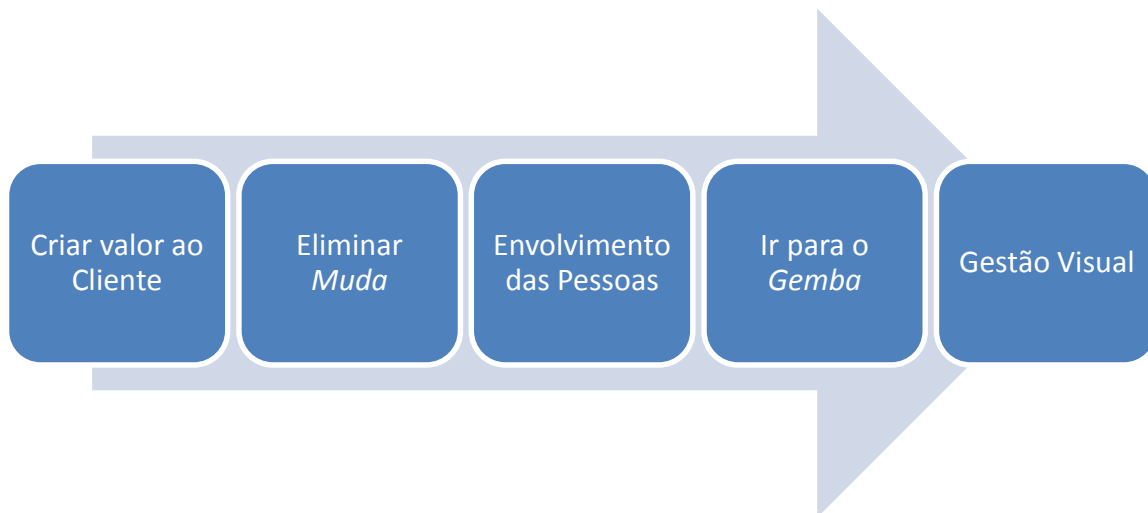 Criar valor ao
Cliente
Eliminar
Muda
Envolvimento
das Pessoas
Ir para o
Gemba
Gestão Visual